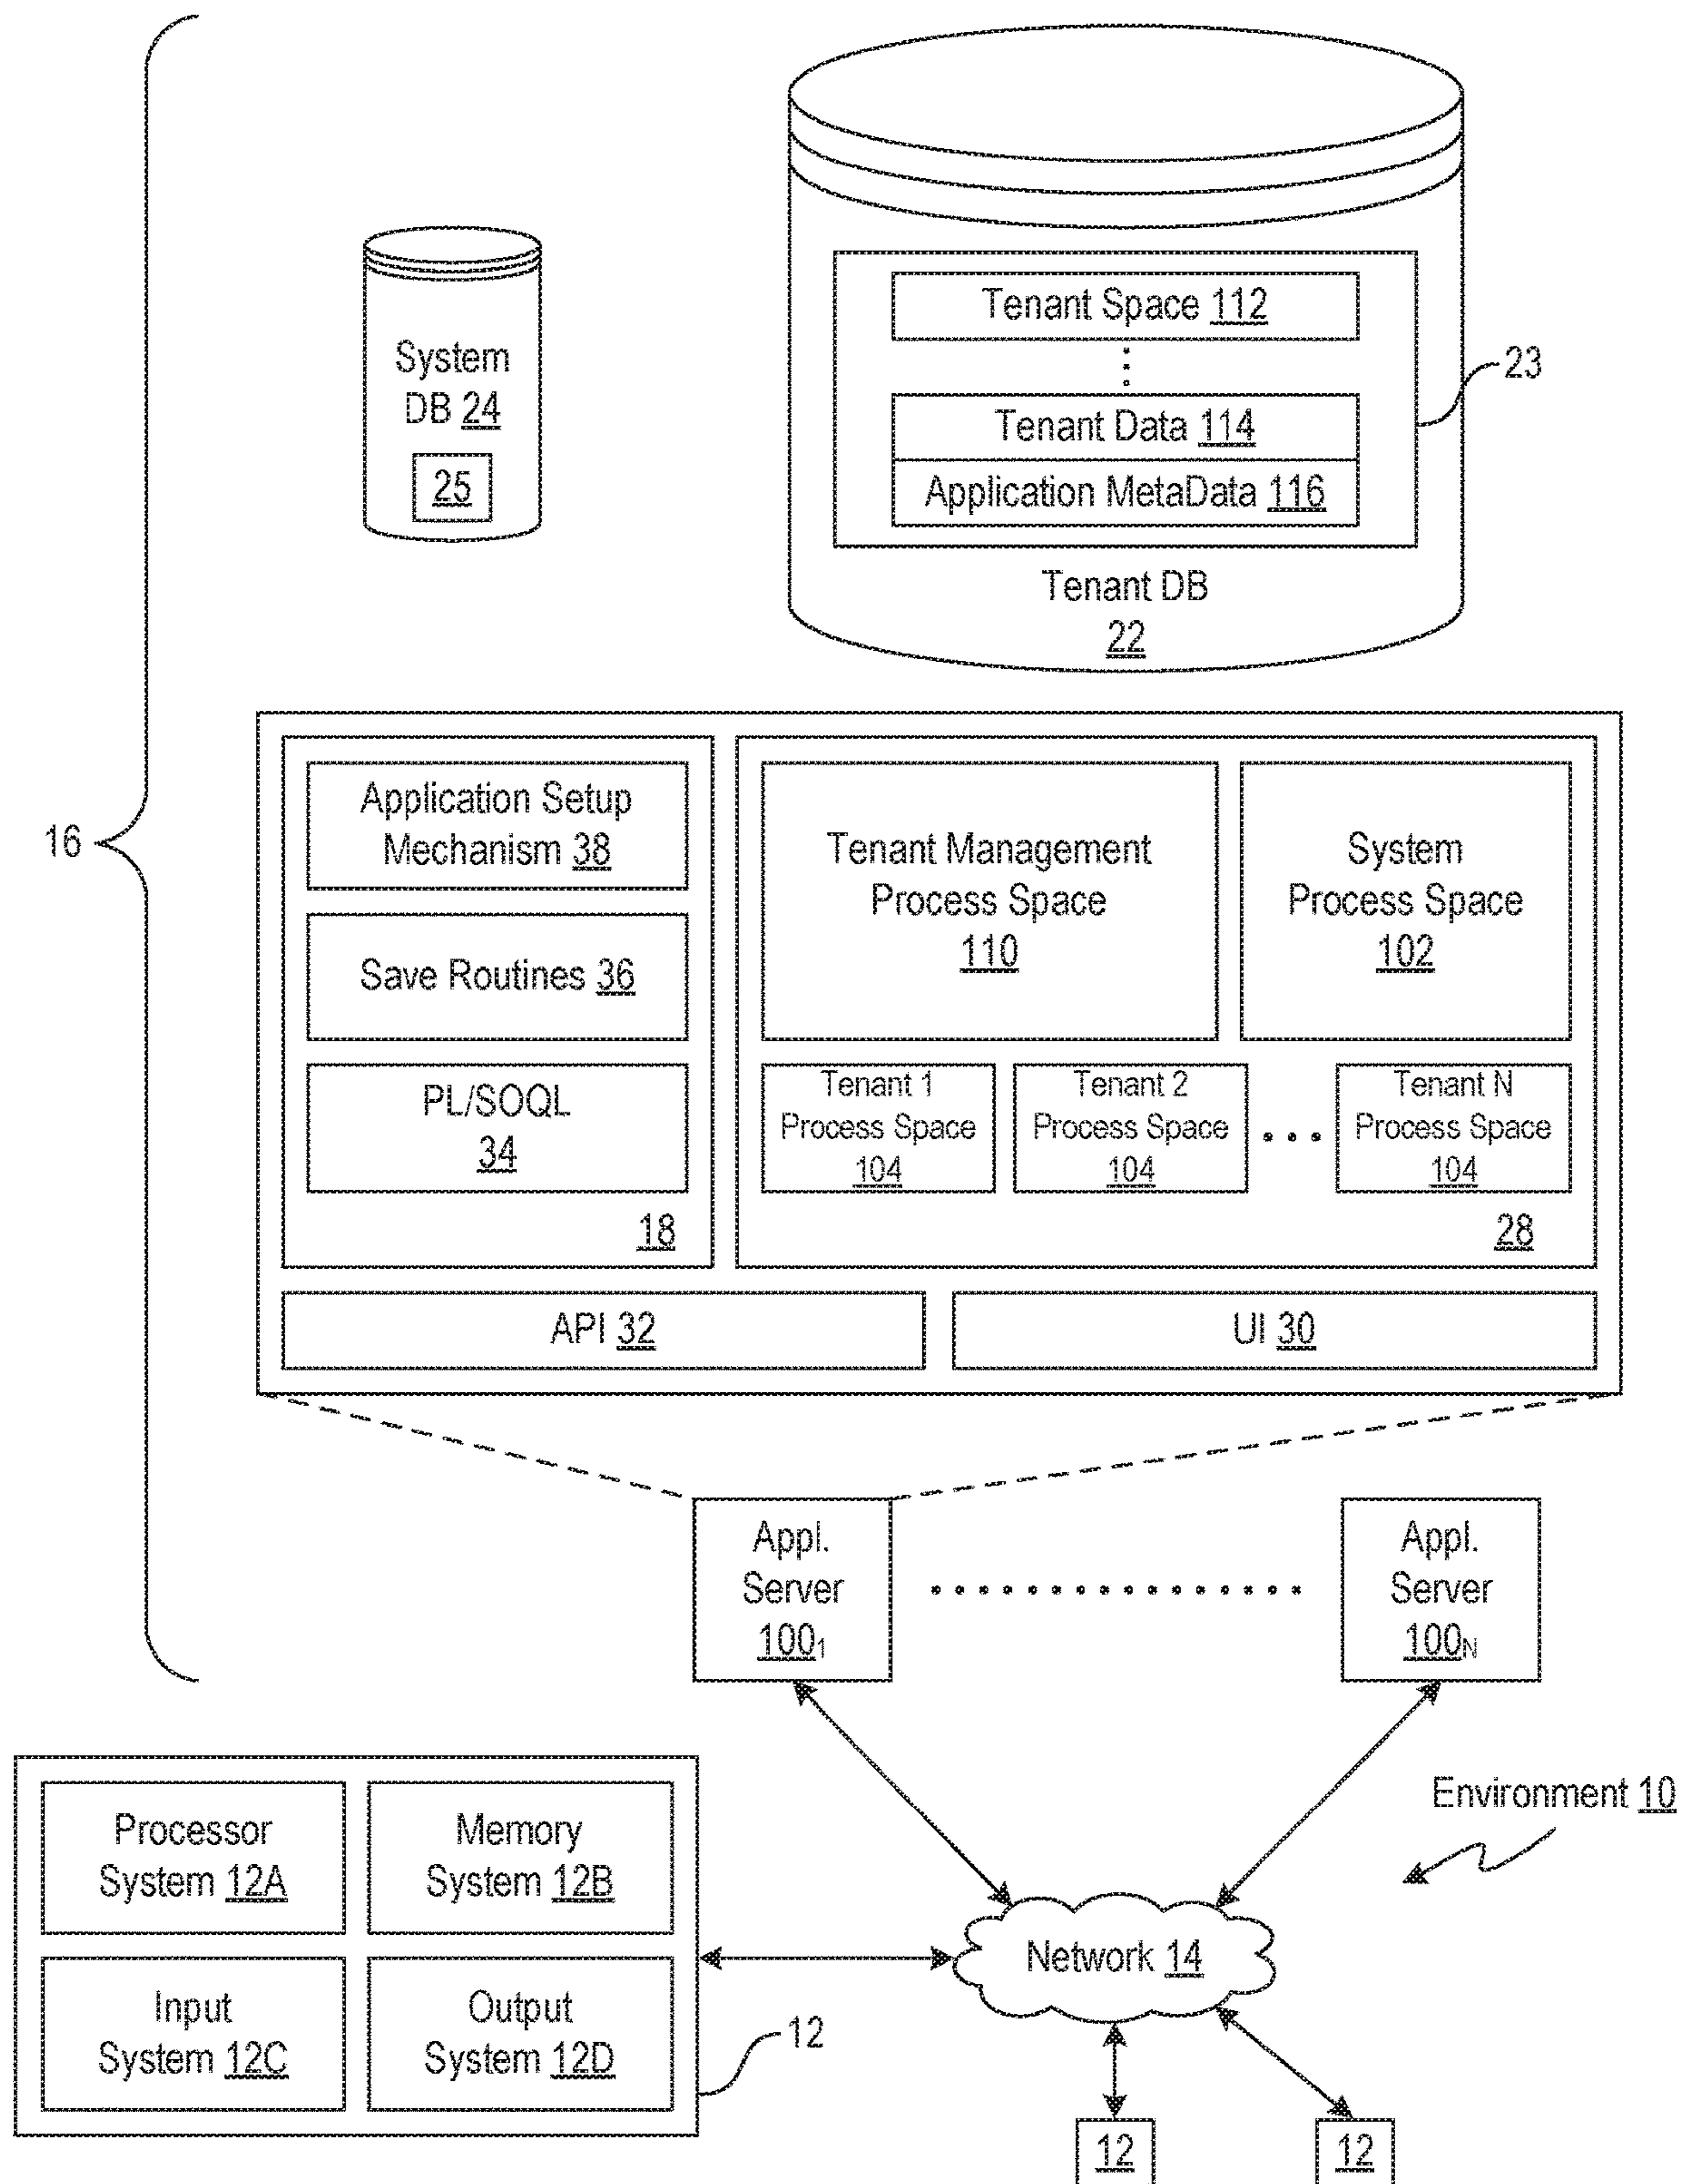 16
System
DB 24
25
Tenant Space 112
Tenant Data 114
Application MetaData 116
23
Tenant DB
22
Application Setup
Mechanism 38
Save Routines 36
PL/SOQL
34
18
Tenant Management
Process Space
110
System
Process Space
102
Tenant 1
Process Space
104
Tenant 2
Process Space
104
Tenant N
Process Space
104
28
API 32
UI 30
Appl.
Server
100₁
Appl.
Server
100N
Environment 10
Processor
System 12A
Memory
System 12B
Input
System 12C
Output
System 12D
12
Network 14
12
12